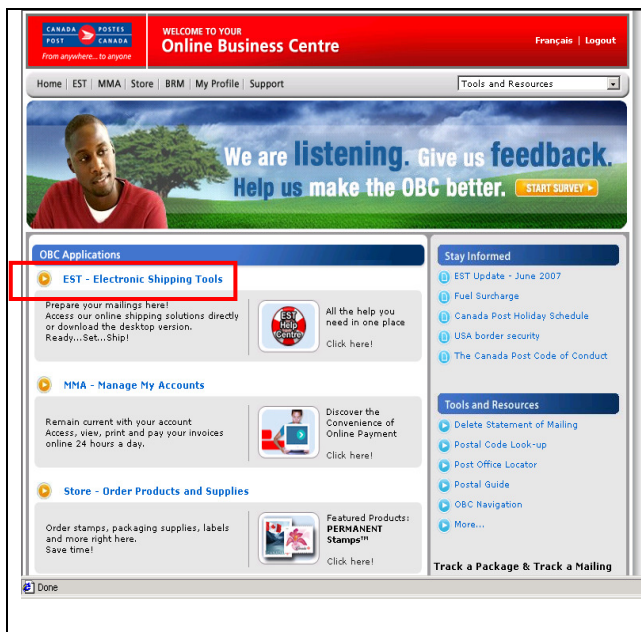 CANADA POSTES
POST CANADA
From anywhere... to anyone
WELCOME TO YOUR
Online Business Centre
Français | Logout
Home | EST | MMA | Store | BRM | My Profile | Support
Tools and Resources
We are listening. Give us feedback.
Help us make the OBC better. START SURVEY
OBC Applications
EST - Electronic Shipping Tools
Prepare your mailings here!
Access our online shipping solutions directly
or download the desktop version.
Ready...Set...Ship!
EST
Help
Centre
All the help you
need in one place
Click here!
MMA - Manage My Accounts
Remain current with your account
Access, view, print and pay your invoices
online 24 hours a day.
Discover the
Convenience of
Online Payment
Click here!
Store - Order Products and Supplies
Order stamps, packaging supplies, labels
and more right here.
Save time!
Featured Products:
PERMANENT
Stamps™
Click here!
Stay Informed
EST Update - June 2007
Fuel Surcharge
Canada Post Holiday Schedule
USA border security
The Canada Post Code of Conduct
Tools and Resources
Delete Statement of Mailing
Postal Code Look-up
Post Office Locator
Postal Guide
OBC Navigation
More...
Track a Package & Track a Mailing
Done